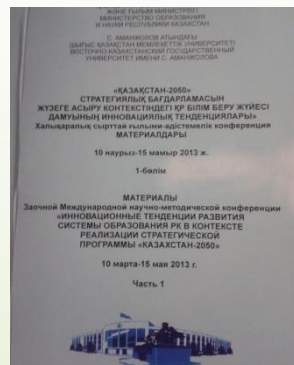 ЖӘНЕ ҒЫЛЫМ МИНИСТРЛІГІ
МИНИСТЕРСТВО ОБРАЗОВАНИЯ
И НАУКИ РЕСПУБЛИКИ КАЗАХСТАН
С. АМАНЖОЛОВ АТЫНДАҒЫ
ШЫҒЫС ҚАЗАҚСТАН МЕМЛЕКЕТТІК УНИВЕРСИТЕТІ
ВОСТОЧНО-КАЗАХСТАНСКИЙ ГОСУДАРСТВЕННЫЙ
УНИВЕРСИТЕТ ИМЕНИ С. АМАНЖОЛОВА
«ҚАЗАҚСТАН-2050»
СТРАТЕГИЯЛЫҚ БАҒДАРЛАМАСЫН
ЖҮЗЕГЕ АСЫРУ КОНТЕКСТІНДЕГІ ҚР БІЛІМ БЕРУ ЖҮЙЕСІ
ДАМУЫНЫҢ ИННОВАЦИЯЛЫҚ ТЕНДЕНЦИЯЛАРЫ»
Халықаралық сырттай ғылыми-әдістемелік конференция
МАТЕРИАЛДАРЫ
10 наурыз-15 мамыр 2013 ж.
1-бөлім
МАТЕРИАЛЫ
Заочной Международной научно-методической конференции
«ИННОВАЦИОННЫЕ ТЕНДЕНЦИИ РАЗВИТИЯ
СИСТЕМЫ ОБРАЗОВАНИЯ РК В КОНТЕКСТЕ
РЕАЛИЗАЦИИ СТРАТЕГИЧЕСКОЙ
ПРОГРАММЫ «КАЗАХСТАН-2050»
10 марта-15 мая 2013 г.
Часть 1